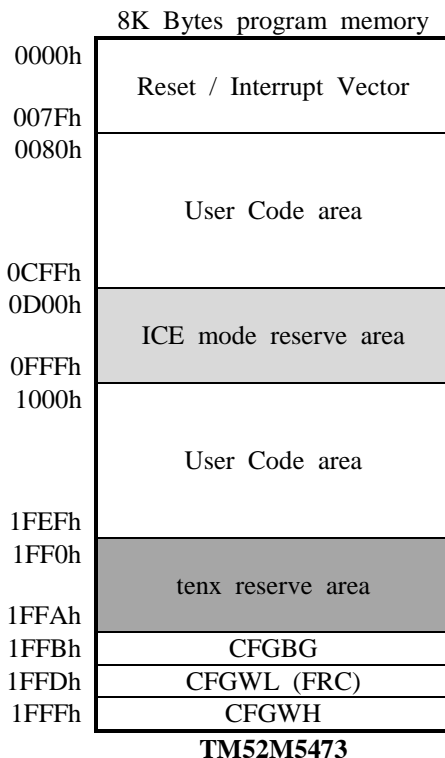 8K Bytes program memory
0000h
Reset / Interrupt Vector
007Fh
0080h
User Code area
0CFFh
0D00h
ICE mode reserve area
0FFFh
1000h
User Code area
1FEFh
1FF0h
tenx reserve area
1FFAh
1FFBh CFGBG
1FFDh CFGWL (FRC)
1FFFh CFGWH
TM52M5473